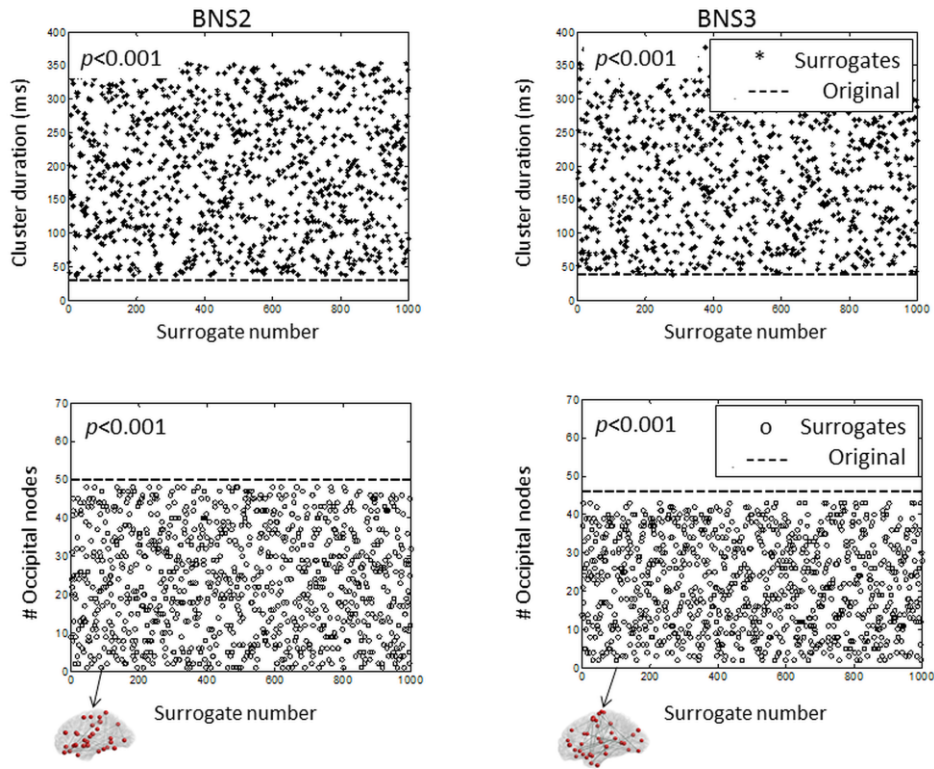 BNS2
BNS3
400
350
300
250
200
150
100
50
0
p<0.001
Cluster duration (ms)
0 200 400 600 800 1000
Surrogate number
400
350
300
250
200
150
100
50
0
p<0.001
* Surrogates
Original
Cluster duration (ms)
0 200 400 600 800 1000
Surrogate number
70
60
50
40
30
20
10
0
p<0.001
# Occipital nodes
0 200 400 600 800 1000
Surrogate number
70
60
50
40
30
20
10
0
p<0.001
o Surrogates
Original
# Occipital nodes
0 200 400 600 800 1000
Surrogate number